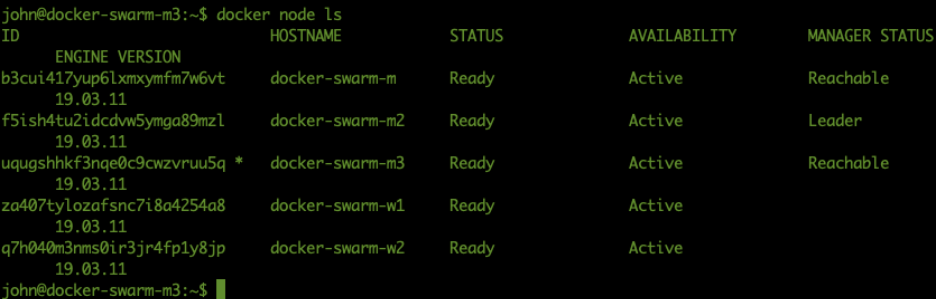 john@docker-swarm-m3:~$ docker node ls
ID HOSTNAME STATUS AVAILABILITY MANAGER STATUS
ENGINE VERSION
b3cui417yup6lxmxymfm7w6vt docker-swarm-m Ready Active Reachable
19.03.11
f5ish4tu2idcdvw5ymga89mzl docker-swarm-m2 Ready Active Leader
19.03.11
uqugshhkf3nqe0c9cwzvruu5q * docker-swarm-m3 Ready Active Reachable
19.03.11
za407tylozafsnc7i8a4254a8 docker-swarm-w1 Ready Active
19.03.11
q7h040m3nms0ir3jr4fp1y8jp docker-swarm-w2 Ready Active
19.03.11
john@docker-swarm-m3:~$